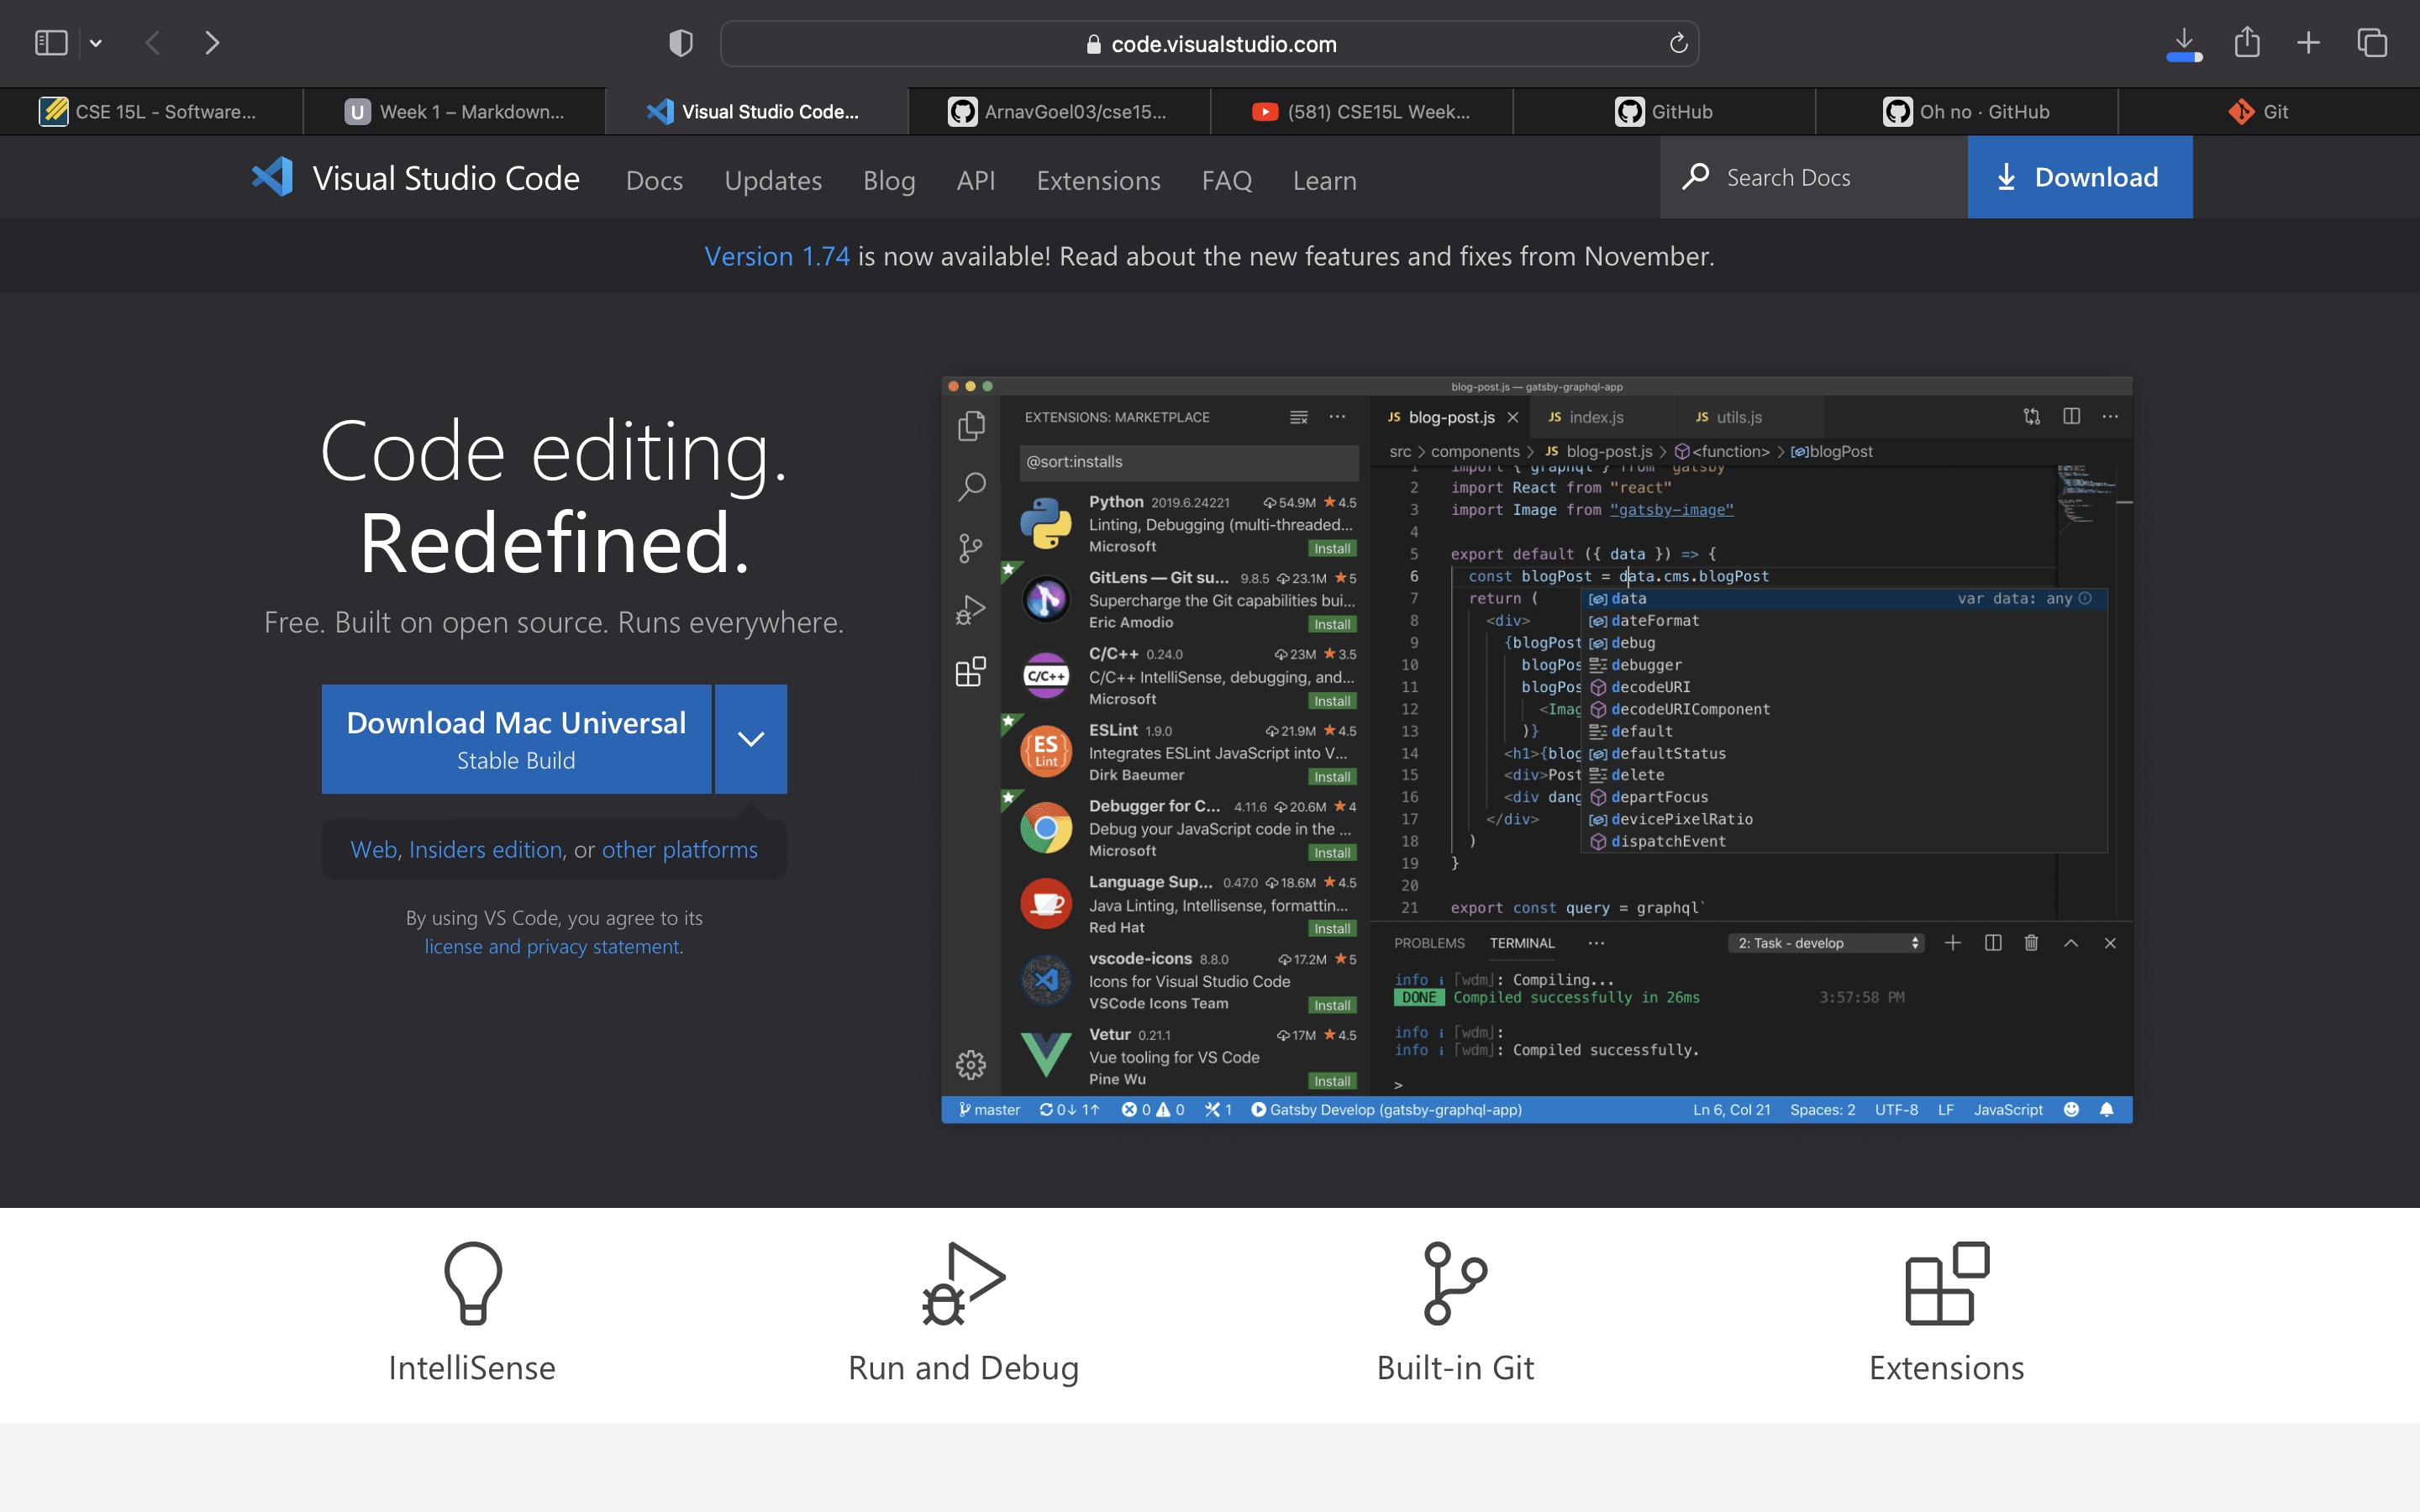 code.visualstudio.com
CSE 15L - Software...
U Week 1 – Markdown...
Visual Studio Code...
ArnavGoel03/cse15...
(581) CSE15L Week...
GitHub
Oh no · GitHub
Git
Visual Studio Code
Docs
Updates
Blog
API
Extensions
FAQ
Learn
Search Docs
Download
Version 1.74 is now available! Read about the new features and fixes from November.
Code editing.
Redefined.
Free. Built on open source. Runs everywhere.
Download Mac Universal
Stable Build
Web, Insiders edition, or other platforms
By using VS Code, you agree to its
license and privacy statement.
blog-post.js — gatsby-graphql-app
EXTENSIONS: MARKETPLACE
@sort:installs
Python 2019.6.24221 54.9M ★4.5
Linting, Debugging (multi-threaded...
Microsoft Install
GitLens — Git su... 9.8.5 23.1M ★5
Supercharge the Git capabilities bui...
Eric Amodio Install
C/C++
C/C++ 0.24.0 23M ★3.5
C/C++ IntelliSense, debugging, and...
Microsoft Install
ES
Lint
ESLint 1.9.0 21.9M ★4.5
Integrates ESLint JavaScript into V...
Dirk Baeumer Install
Debugger for C... 4.11.6 20.6M ★4
Debug your JavaScript code in the ...
Microsoft Install
Language Sup... 0.47.0 18.6M ★4.5
Java Linting, Intellisense, formattin...
Red Hat Install
vscode-icons 8.8.0 17.2M ★5
Icons for Visual Studio Code
VSCode Icons Team Install
Vetur 0.21.1 17M ★4.5
Vue tooling for VS Code
Pine Wu Install
JS blog-post.js
JS index.js
JS utils.js
src > components > JS blog-post.js > <function> > blogPost
1 import { graphql } from "gatsby"
2 import React from "react"
3 import Image from "gatsby-image"
4
5 export default ({ data }) => {
6 const blogPost = data.cms.blogPost
7 return (
8 <div>
9 {blogPost
10 blogPos
11 blogPos
12 <Imag
13 )}
14 <h1>{blog
15 <div>Post
16 <div dang
17 </div>
18 )
19 }
20
21 export const query = graphql`
data var data: any
dateFormat
debug
debugger
decodeURI
decodeURIComponent
default
defaultStatus
delete
departFocus
devicePixelRatio
dispatchEvent
PROBLEMS TERMINAL ... 2: Task - develop
info i ｢wdm｣: Compiling...
DONE Compiled successfully in 26ms 3:57:58 PM
info i ｢wdm｣:
info i ｢wdm｣: Compiled successfully.
>
master 0↓ 1↑ 0 0 1 Gatsby Develop (gatsby-graphql-app) Ln 6, Col 21 Spaces: 2 UTF-8 LF JavaScript
IntelliSense
Run and Debug
Built-in Git
Extensions